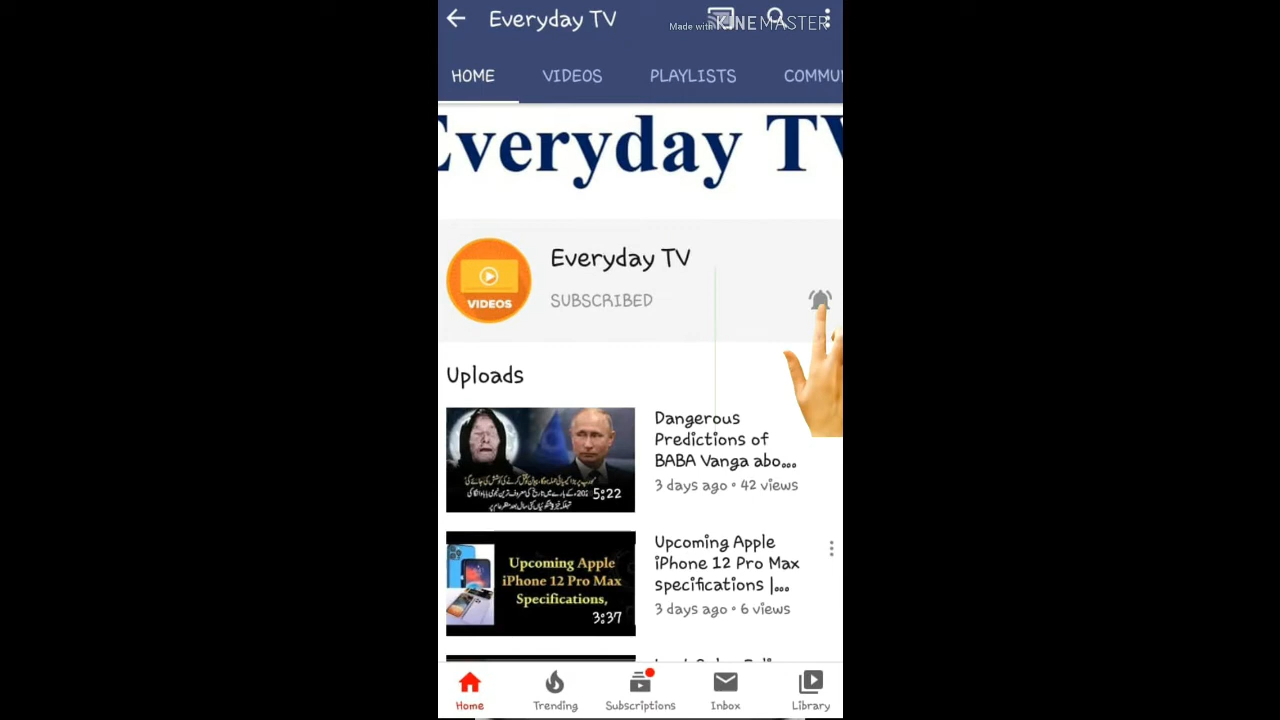 Everyday TV
Made with KINEMASTER
HOME VIDEOS PLAYLISTS COMMU
Everyday TV
Everyday TV
SUBSCRIBED
VIDEOS
Uploads
Dangerous
Predictions of
BABA Vanga abo...
3 days ago • 42 views
5:22
Upcoming Apple
iPhone 12 Pro Max
Specifications,
3:37
Upcoming Apple
iPhone 12 Pro Max
specifications |...
3 days ago • 6 views
Home Trending Subscriptions Inbox Library